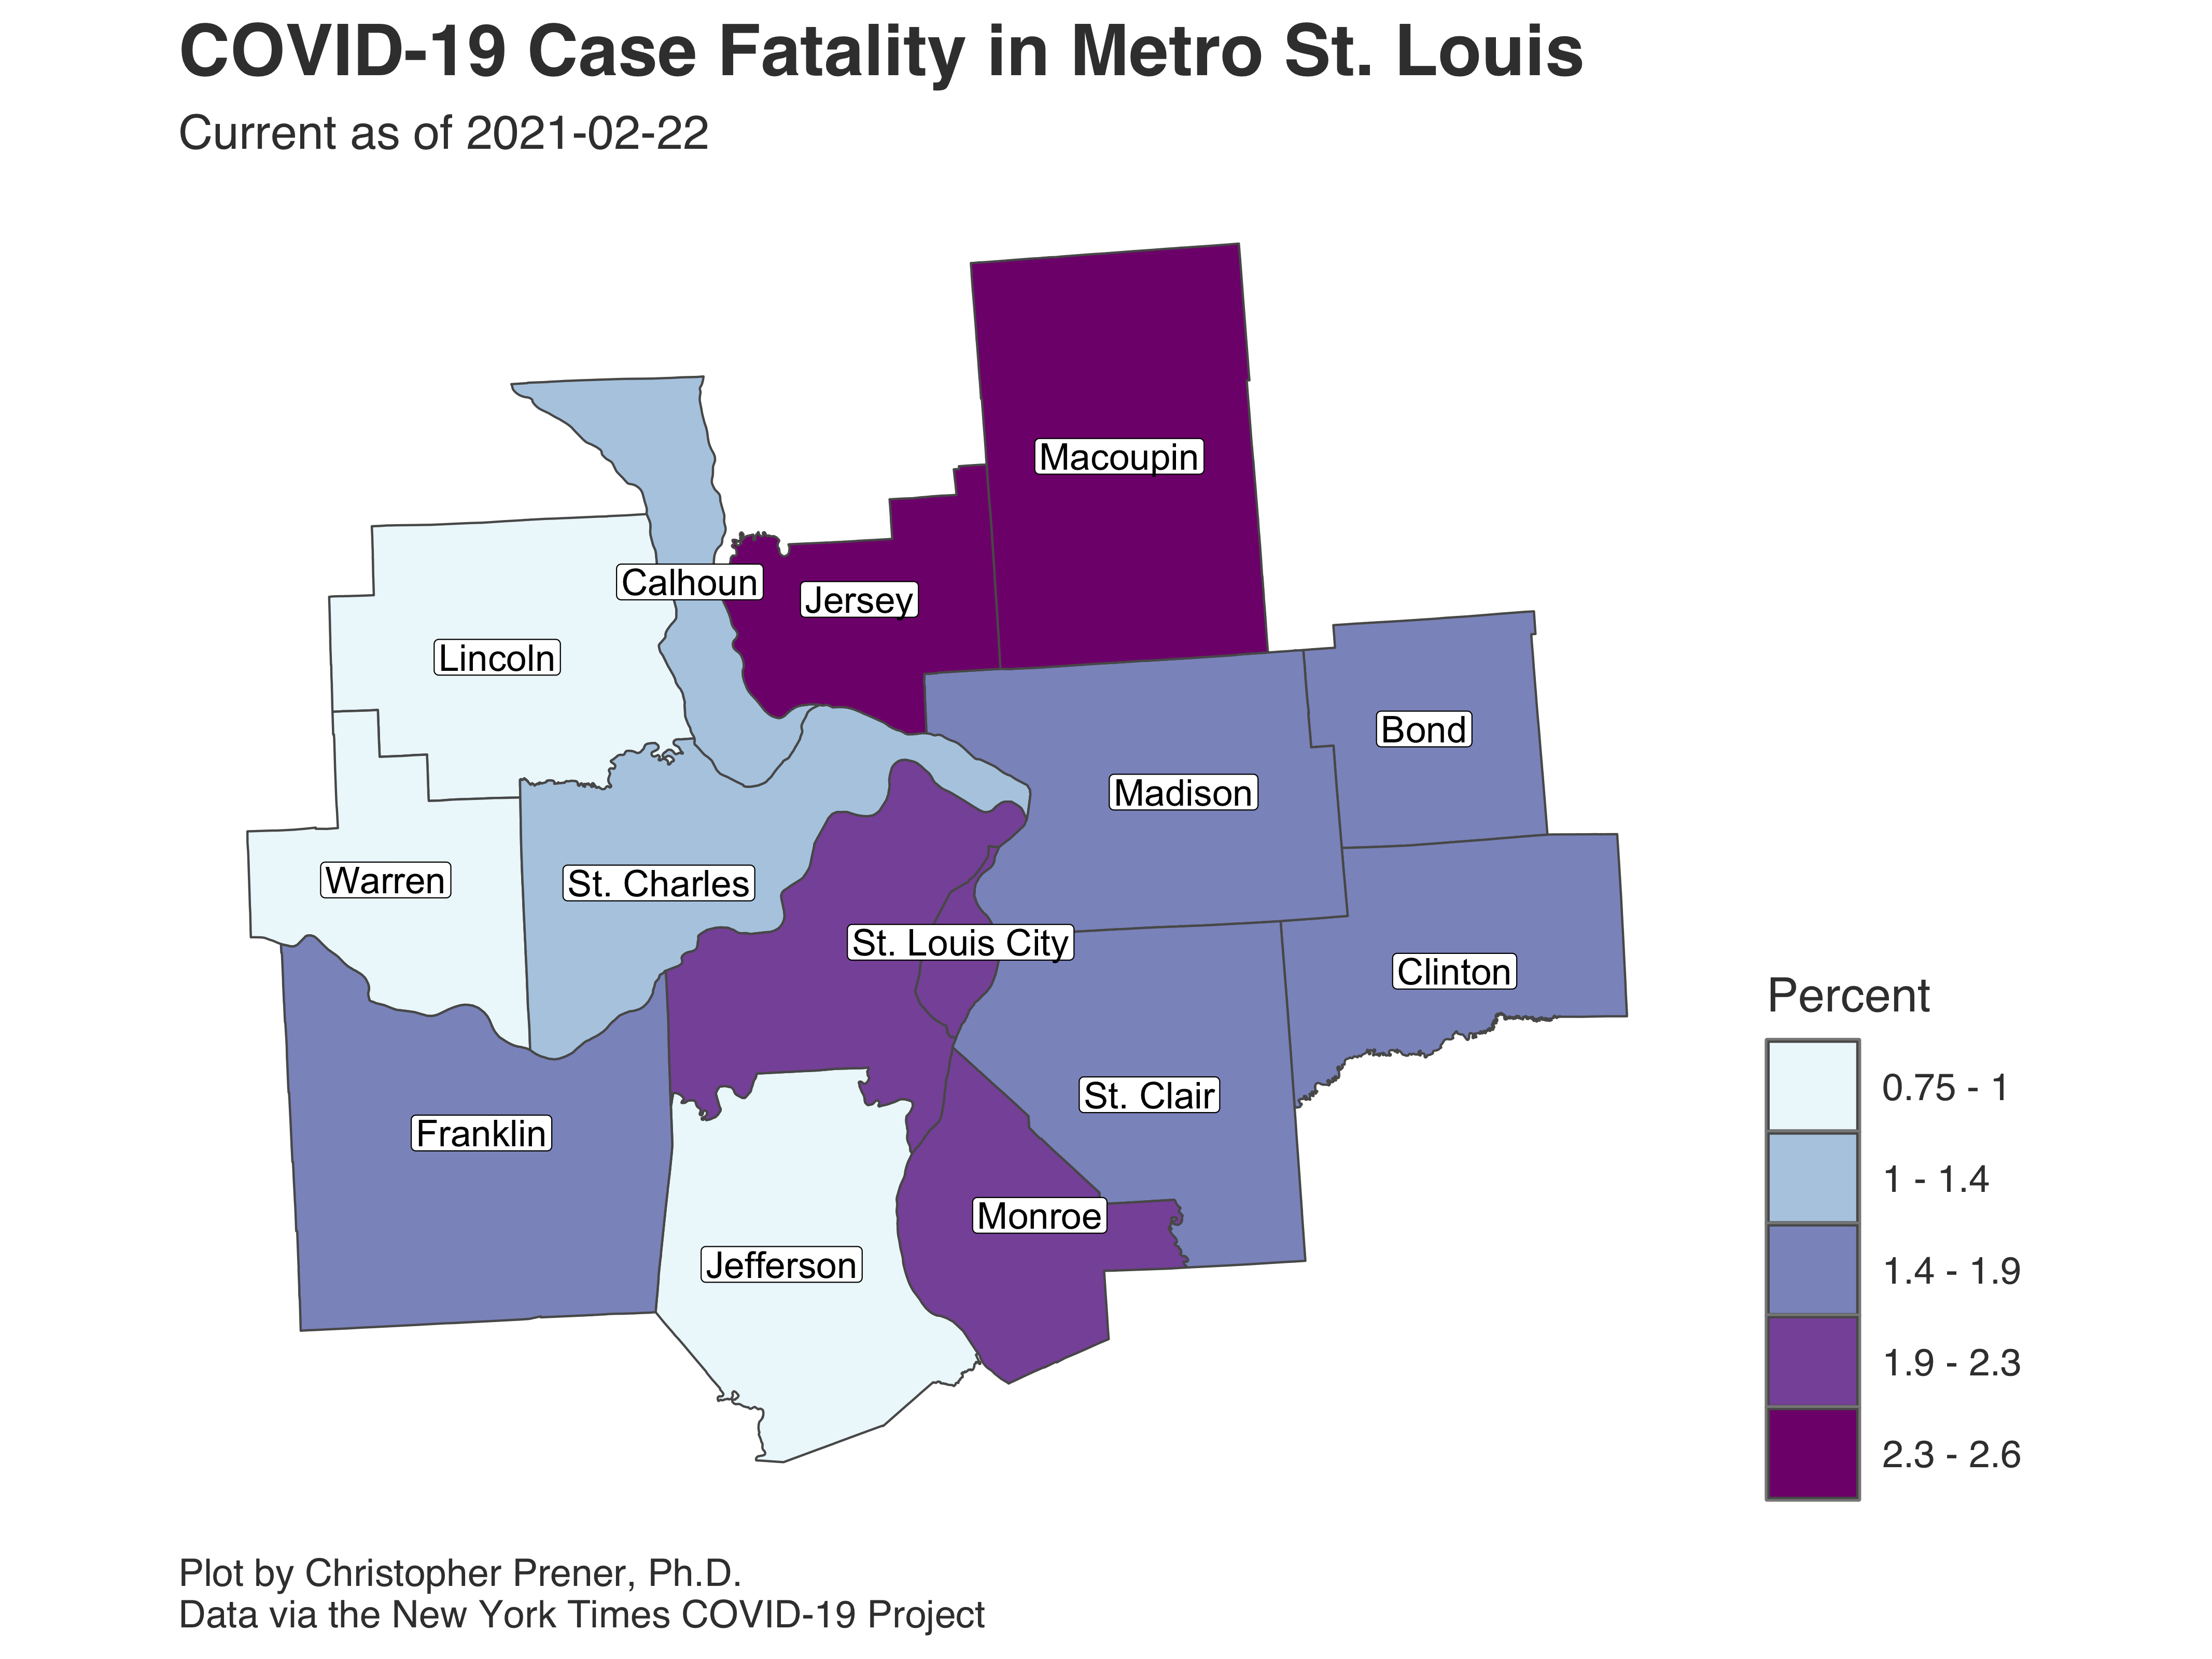 COVID-19 Case Fatality in Metro St. Louis
Current as of 2021-02-22
Macoupin
Calhoun
Jersey
Lincoln
Bond
Madison
Warren
St. Charles
St. Louis City
Clinton
St. Clair
Franklin
Monroe
Jefferson
Percent
0.75 - 1
1 - 1.4
1.4 - 1.9
1.9 - 2.3
2.3 - 2.6
Plot by Christopher Prener, Ph.D.
Data via the New York Times COVID-19 Project